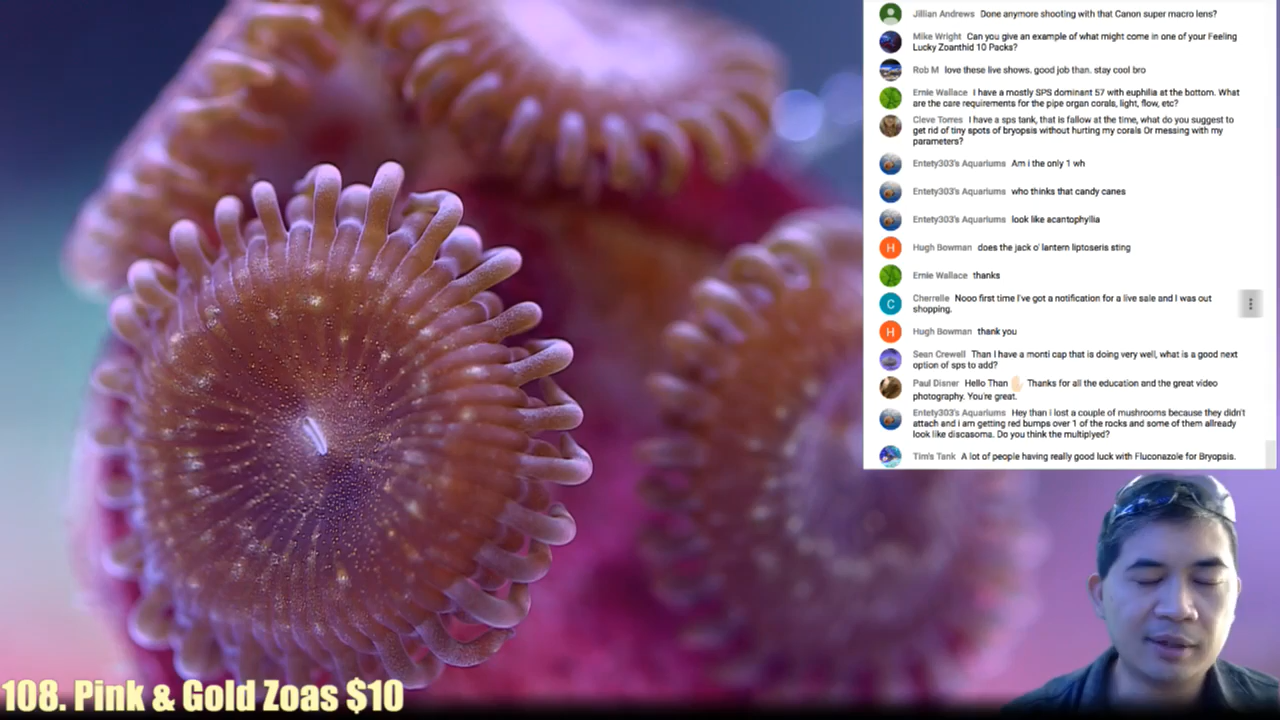 Jillian Andrews Done anymore shooting with that Canon super macro lens?
Mike Wright Can you give an example of what might come in one of your Feeling
Lucky Zoanthid 10 Packs?
Rob M love these live shows. good job than. stay cool bro
Ernie Wallace I have a mostly SPS dominant 57 with euphilia at the bottom. What
are the care requirements for the pipe organ corals, light, flow, etc?
Cleve Torres I have a sps tank, that is fallow at the time, what do you suggest to
get rid of tiny spots of bryopsis without hurting my corals Or messing with my
parameters?
Entety303's Aquariums Am i the only 1 wh
Entety303's Aquariums who thinks that candy canes
Entety303's Aquariums look like acantophyllia
H Hugh Bowman does the jack o' lantern liptoseris sting
Ernie Wallace thanks
C Cherrelle Nooo first time I've got a notification for a live sale and I was out
shopping.
H Hugh Bowman thank you
Sean Crewell Than I have a monti cap that is doing very well, what is a good next
option of sps to add?
Paul Disner Hello Than ✋🏻 Thanks for all the education and the great video
photography. You're great.
Entety303's Aquariums Hey than i lost a couple of mushrooms because they didn't
attach and i am getting red bumps over 1 of the rocks and some of them allready
look like discasoma. Do you think the multiplyed?
Tim's Tank A lot of people having really good luck with Fluconazole for Bryopsis.
108. Pink & Gold Zoas $10